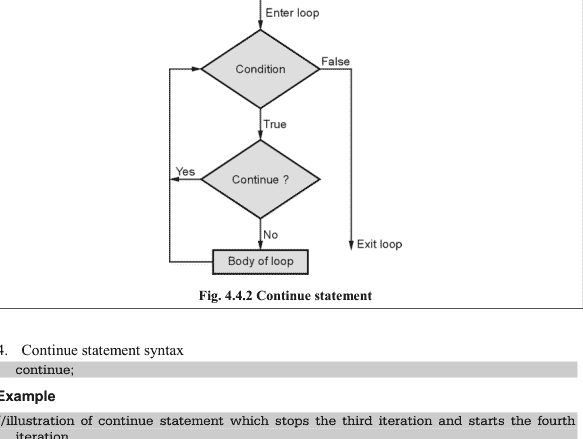 Enter loop
Condition
False
True
Yes
Continue ?
No
Exit loop
Body of loop
Fig. 4.4.2 Continue statement
4. Continue statement syntax
continue;
Example
//illustration of continue statement which stops the third iteration and starts the fourth
iteration